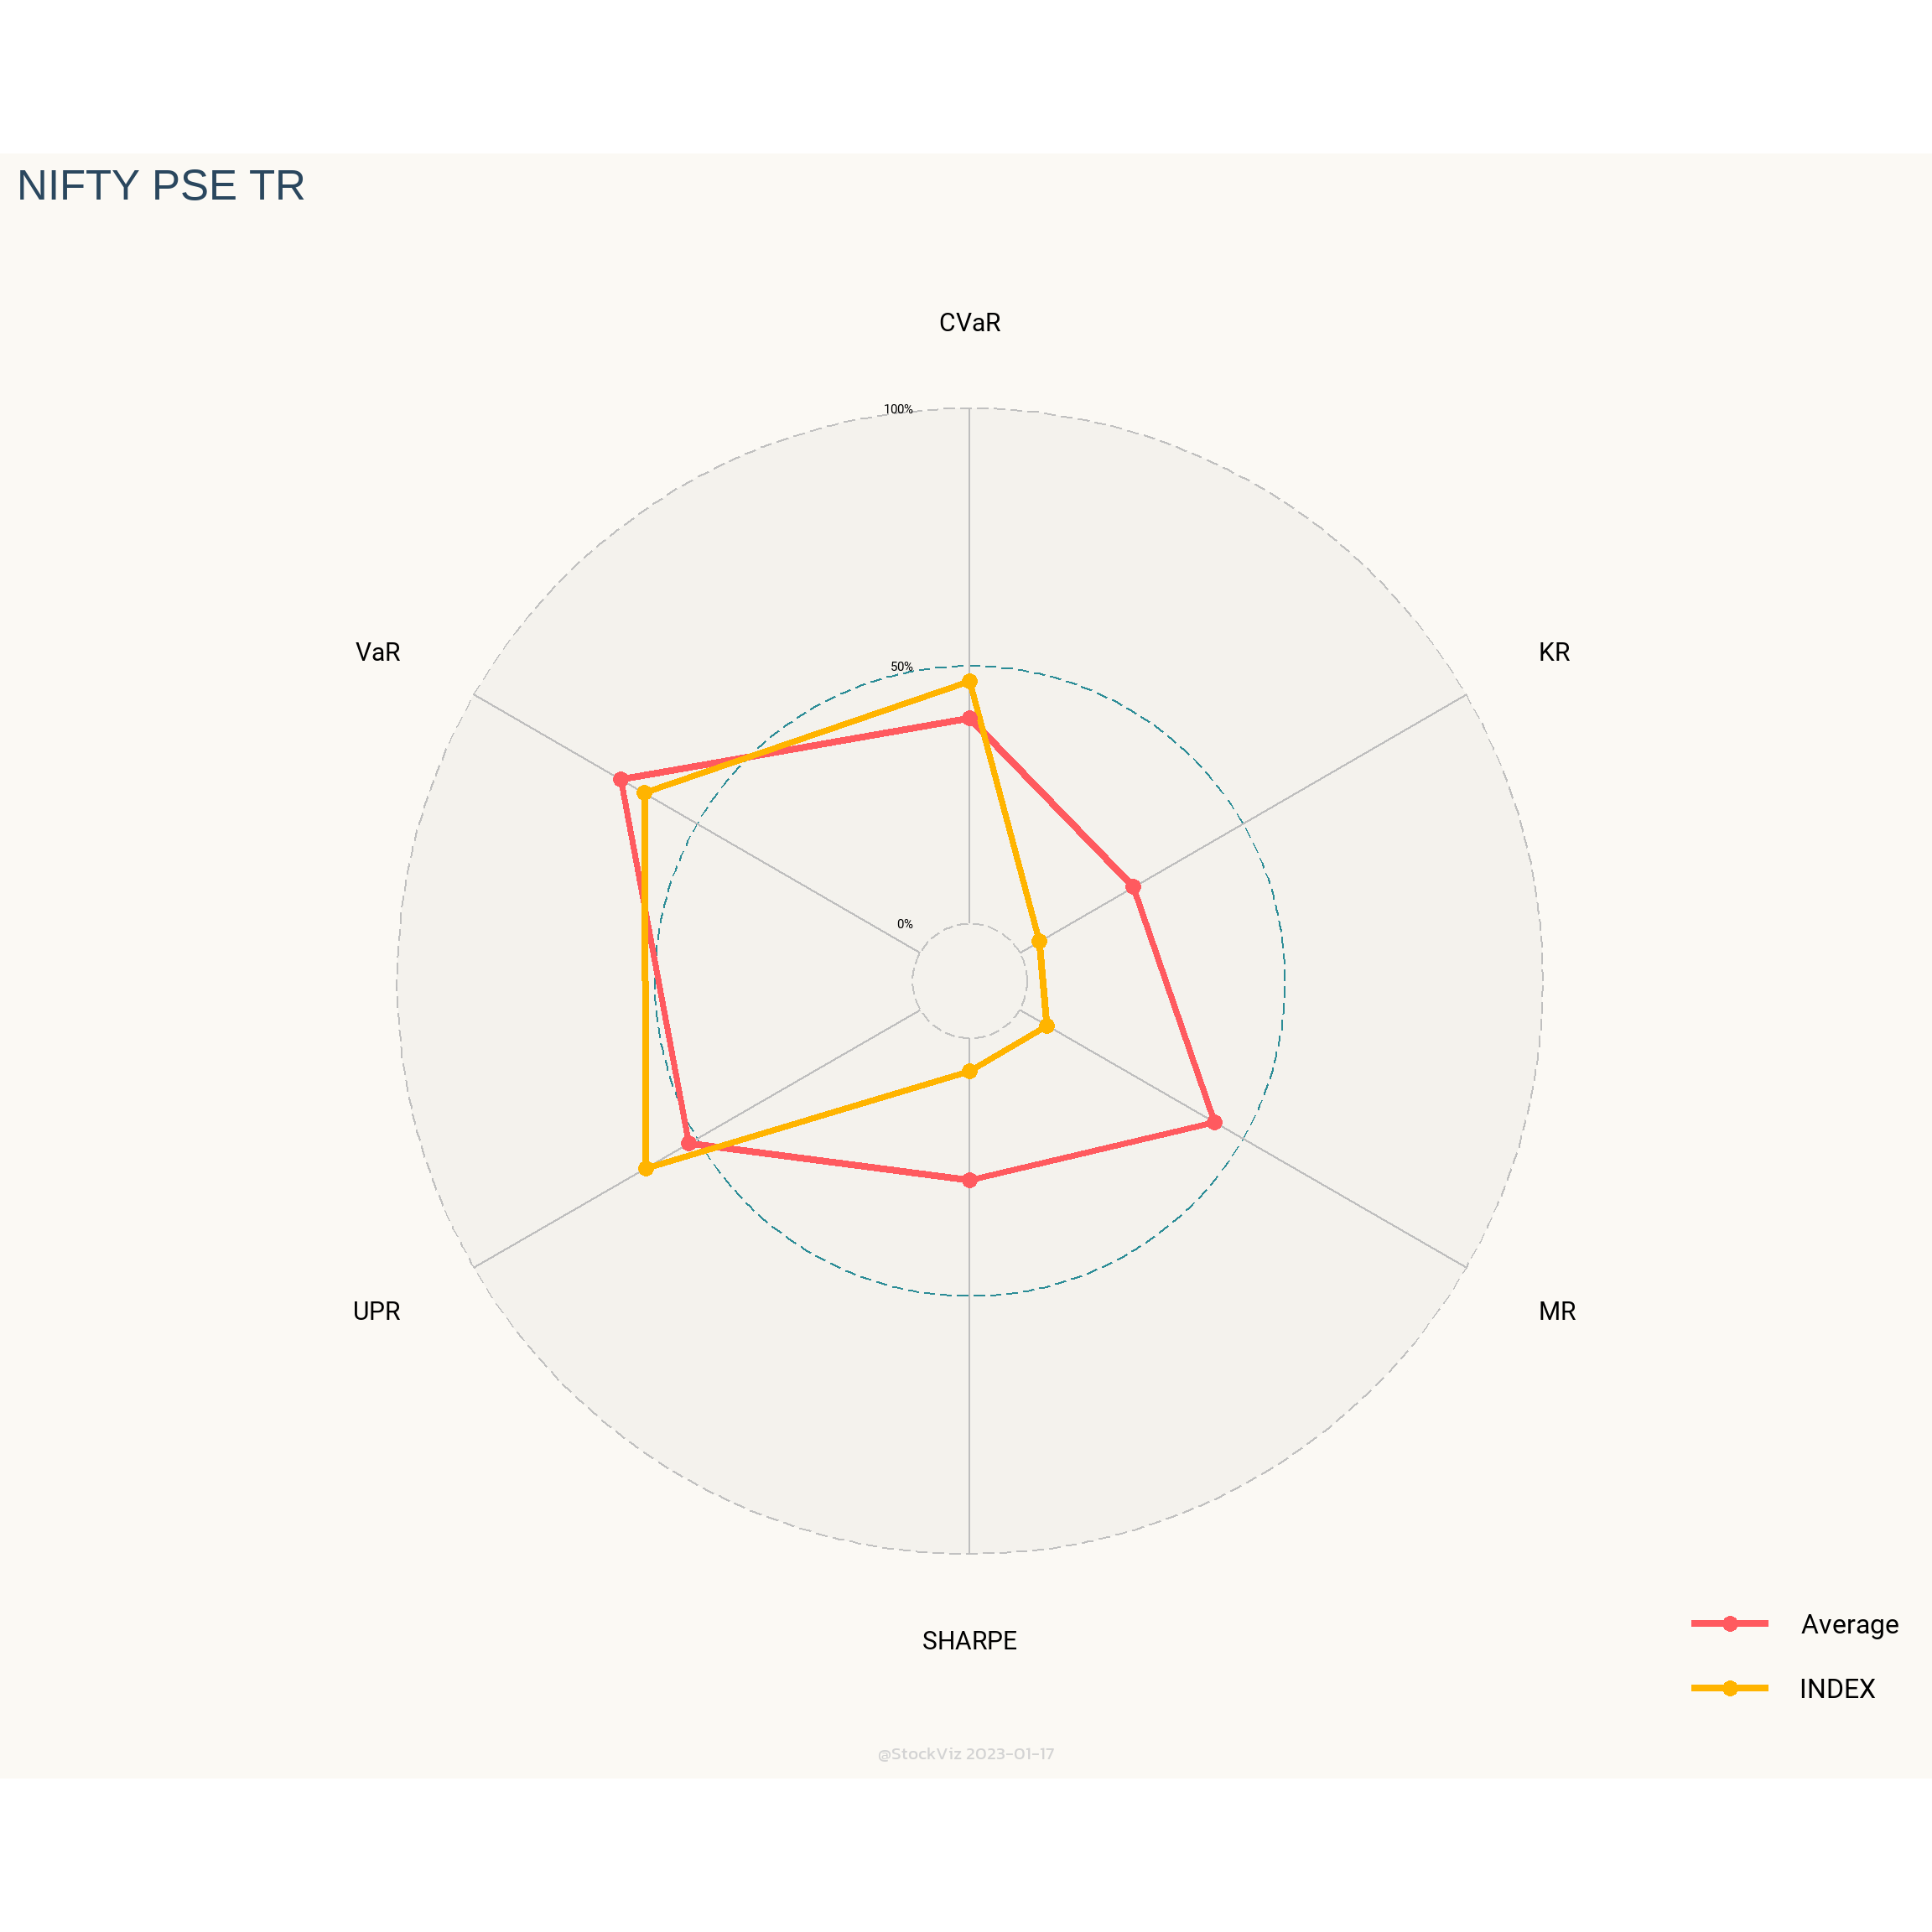 NIFTY PSE TR
CVaR
100%
VaR
KR
50%
0%
UPR
MR
SHARPE
Average
INDEX
@StockViz 2023-01-17